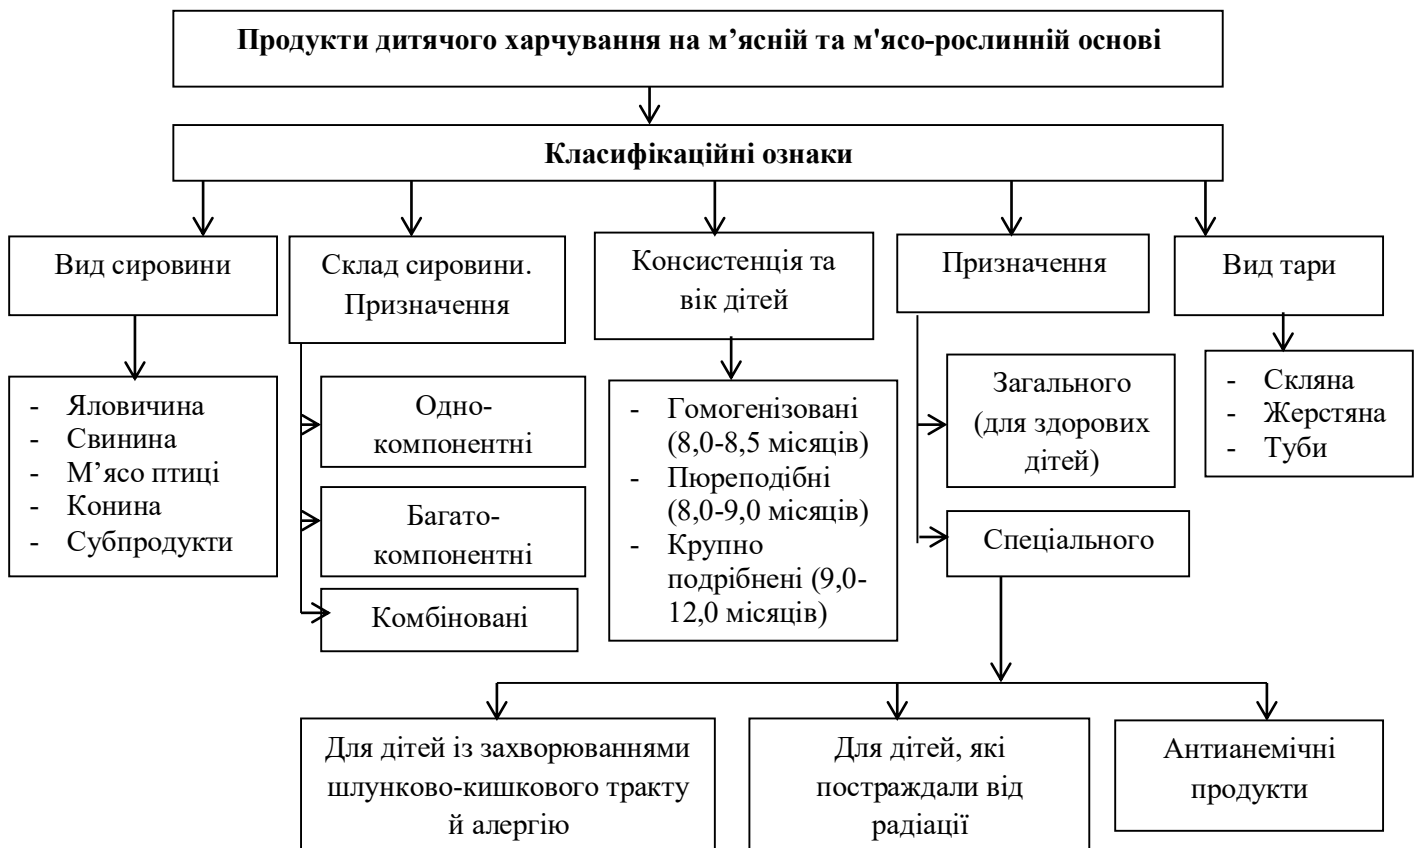 Продукти дитячого харчування на м’ясній та м'ясо-рослинній основі
Класифікаційні ознаки
Вид сировини
Склад сировини.
Призначення
Консистенція та
вік дітей
Призначення
Вид тари
- Яловичина
- Свинина
- М’ясо птиці
- Конина
- Субпродукти
Одно-
компонентні
Багато-
компонентні
Комбіновані
- Гомогенізовані
(8,0-8,5 місяців)
- Пюреподібні
(8,0-9,0 місяців)
- Крупно
подрібнені (9,0-
12,0 місяців)
Загального
(для здорових
дітей)
Спеціального
- Скляна
- Жерстяна
- Туби
Для дітей із захворюваннями
шлунково-кишкового тракту
й алергію
Для дітей, які
постраждали від
радіації
Антианемічні
продукти